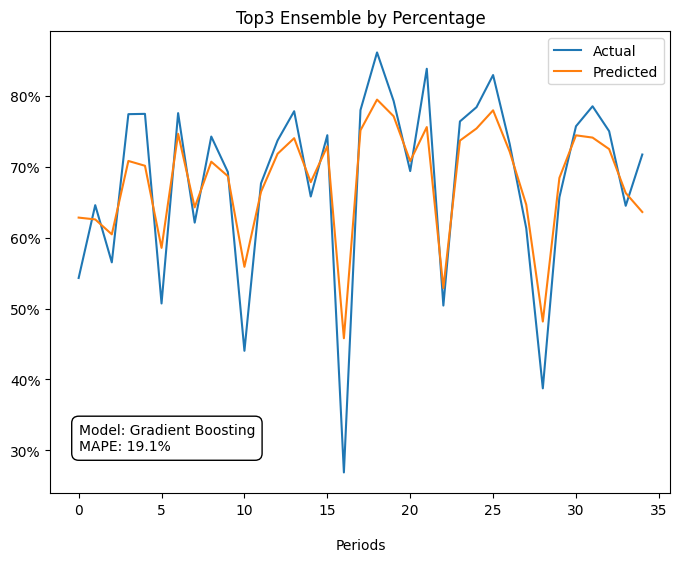 Top3 Ensemble by Percentage
Actual
Predicted
80%
70%
60%
50%
40%
30%
Model: Gradient Boosting
MAPE: 19.1%
0 5 10 15 20 25 30 35
Periods